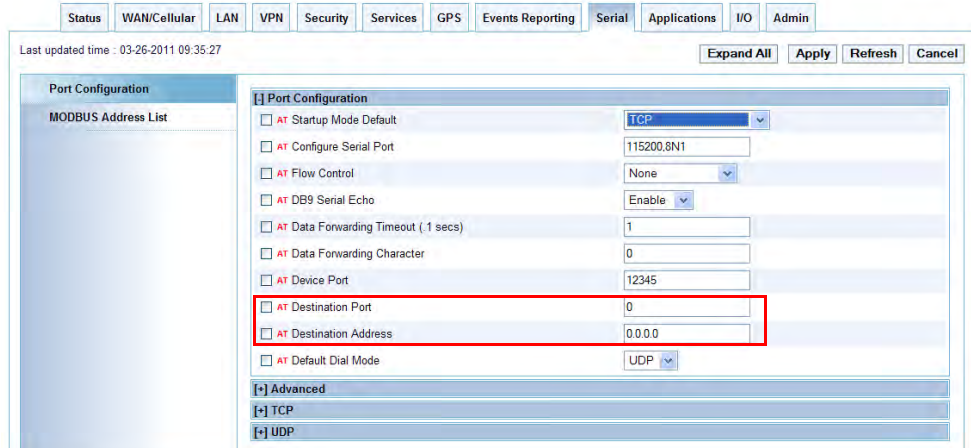 Status WAN/Cellular LAN VPN Security Services GPS Events Reporting Serial Applications I/O Admin
Last updated time : 03-26-2011 09:35:27
Expand All Apply Refresh Cancel
Port Configuration
MODBUS Address List
[-] Port Configuration
AT Startup Mode Default TCP
AT Configure Serial Port 115200,8N1
AT Flow Control None
AT DB9 Serial Echo Enable
AT Data Forwarding Timeout (.1 secs) 1
AT Data Forwarding Character 0
AT Device Port 12345
AT Destination Port 0
AT Destination Address 0.0.0.0
AT Default Dial Mode UDP
[+] Advanced
[+] TCP
[+] UDP